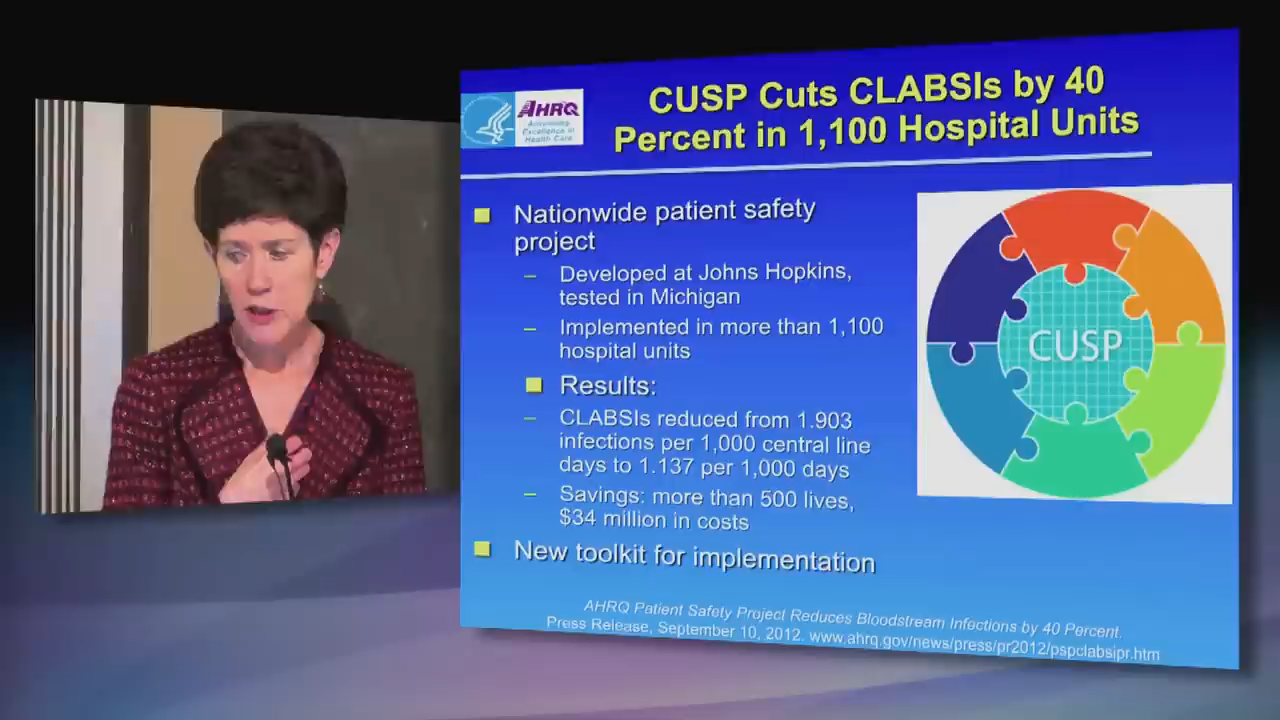 CUSP Cuts CLABSIs by 40
Percent in 1,100 Hospital Units
AHRQ
Advancing
Excellence in
Health Care
Nationwide patient safety
project
– Developed at Johns Hopkins,
tested in Michigan
– Implemented in more than 1,100
hospital units
Results:
– CLABSIs reduced from 1.903
infections per 1,000 central line
days to 1.137 per 1,000 days
– Savings: more than 500 lives,
$34 million in costs
New toolkit for implementation
CUSP
AHRQ Patient Safety Project Reduces Bloodstream Infections by 40 Percent.
Press Release, September 10, 2012. www.ahrq.gov/news/press/pr2012/pspclabsipr.htm